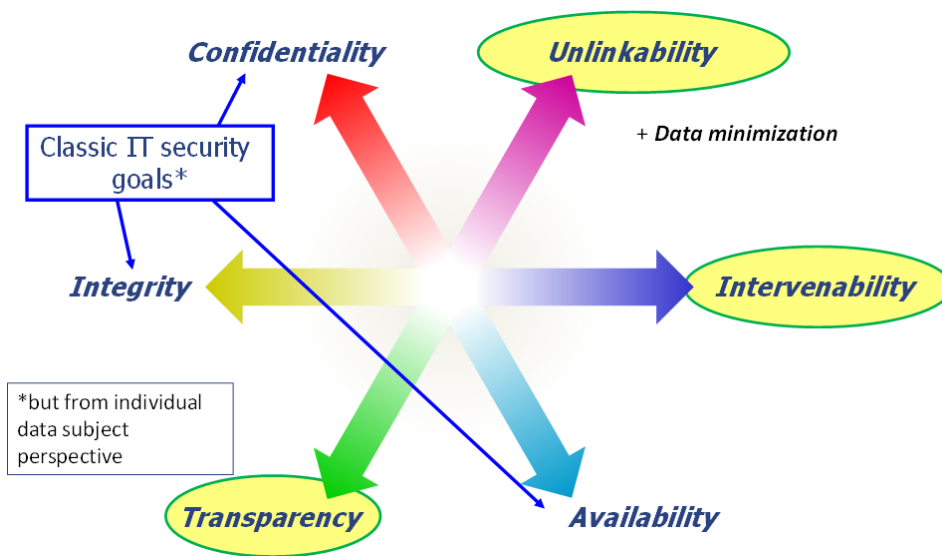 Confidentiality
Unlinkability
+ Data minimization
Classic IT security
goals*
Integrity
Intervenability
*but from individual
data subject
perspective
Transparency
Availability